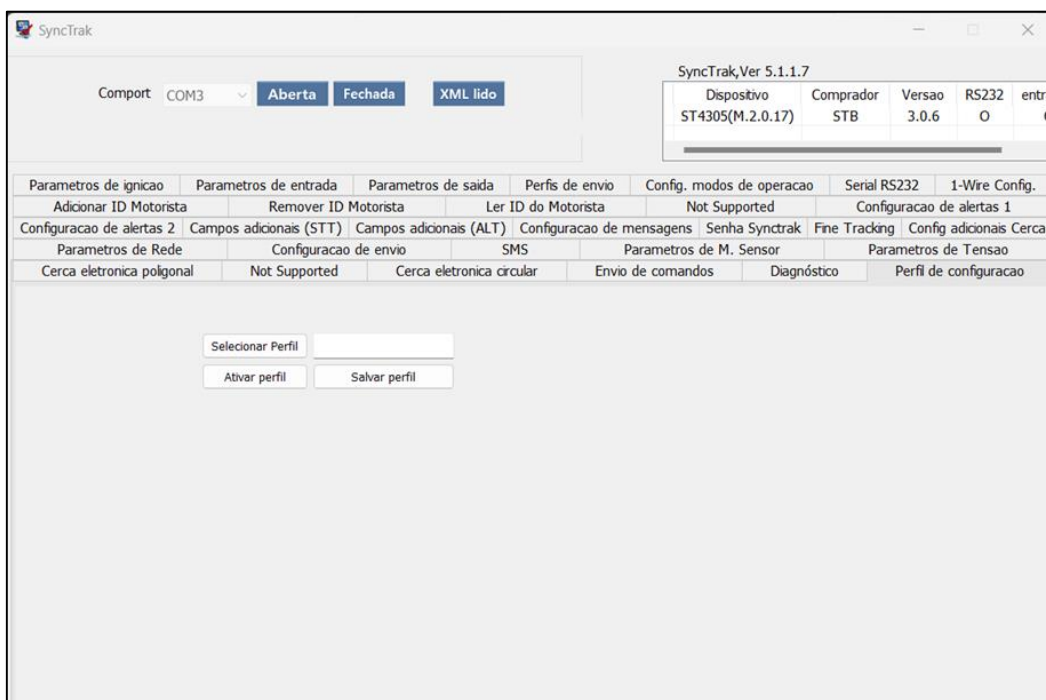 SyncTrak
SyncTrak,Ver 5.1.1.7
Comport COM3 Aberta Fechada XML lido
Dispositivo Comprador Versao RS232 entr
ST4305(M.2.0.17) STB 3.0.6 O
Parametros de ignicao Parametros de entrada Parametros de saida Perfis de envio Config. modos de operacao Serial RS232 1-Wire Config.
Adicionar ID Motorista Remover ID Motorista Ler ID do Motorista Not Supported Configuracao de alertas 1
Configuracao de alertas 2 Campos adicionais (STT) Campos adicionais (ALT) Configuracao de mensagens Senha Synctrak Fine Tracking Config adicionais Cerca
Parametros de Rede Configuracao de envio SMS Parametros de M. Sensor Parametros de Tensao
Cerca eletronica poligonal Not Supported Cerca eletronica circular Envio de comandos Diagnóstico Perfil de configuracao
Selecionar Perfil
Ativar perfil Salvar perfil